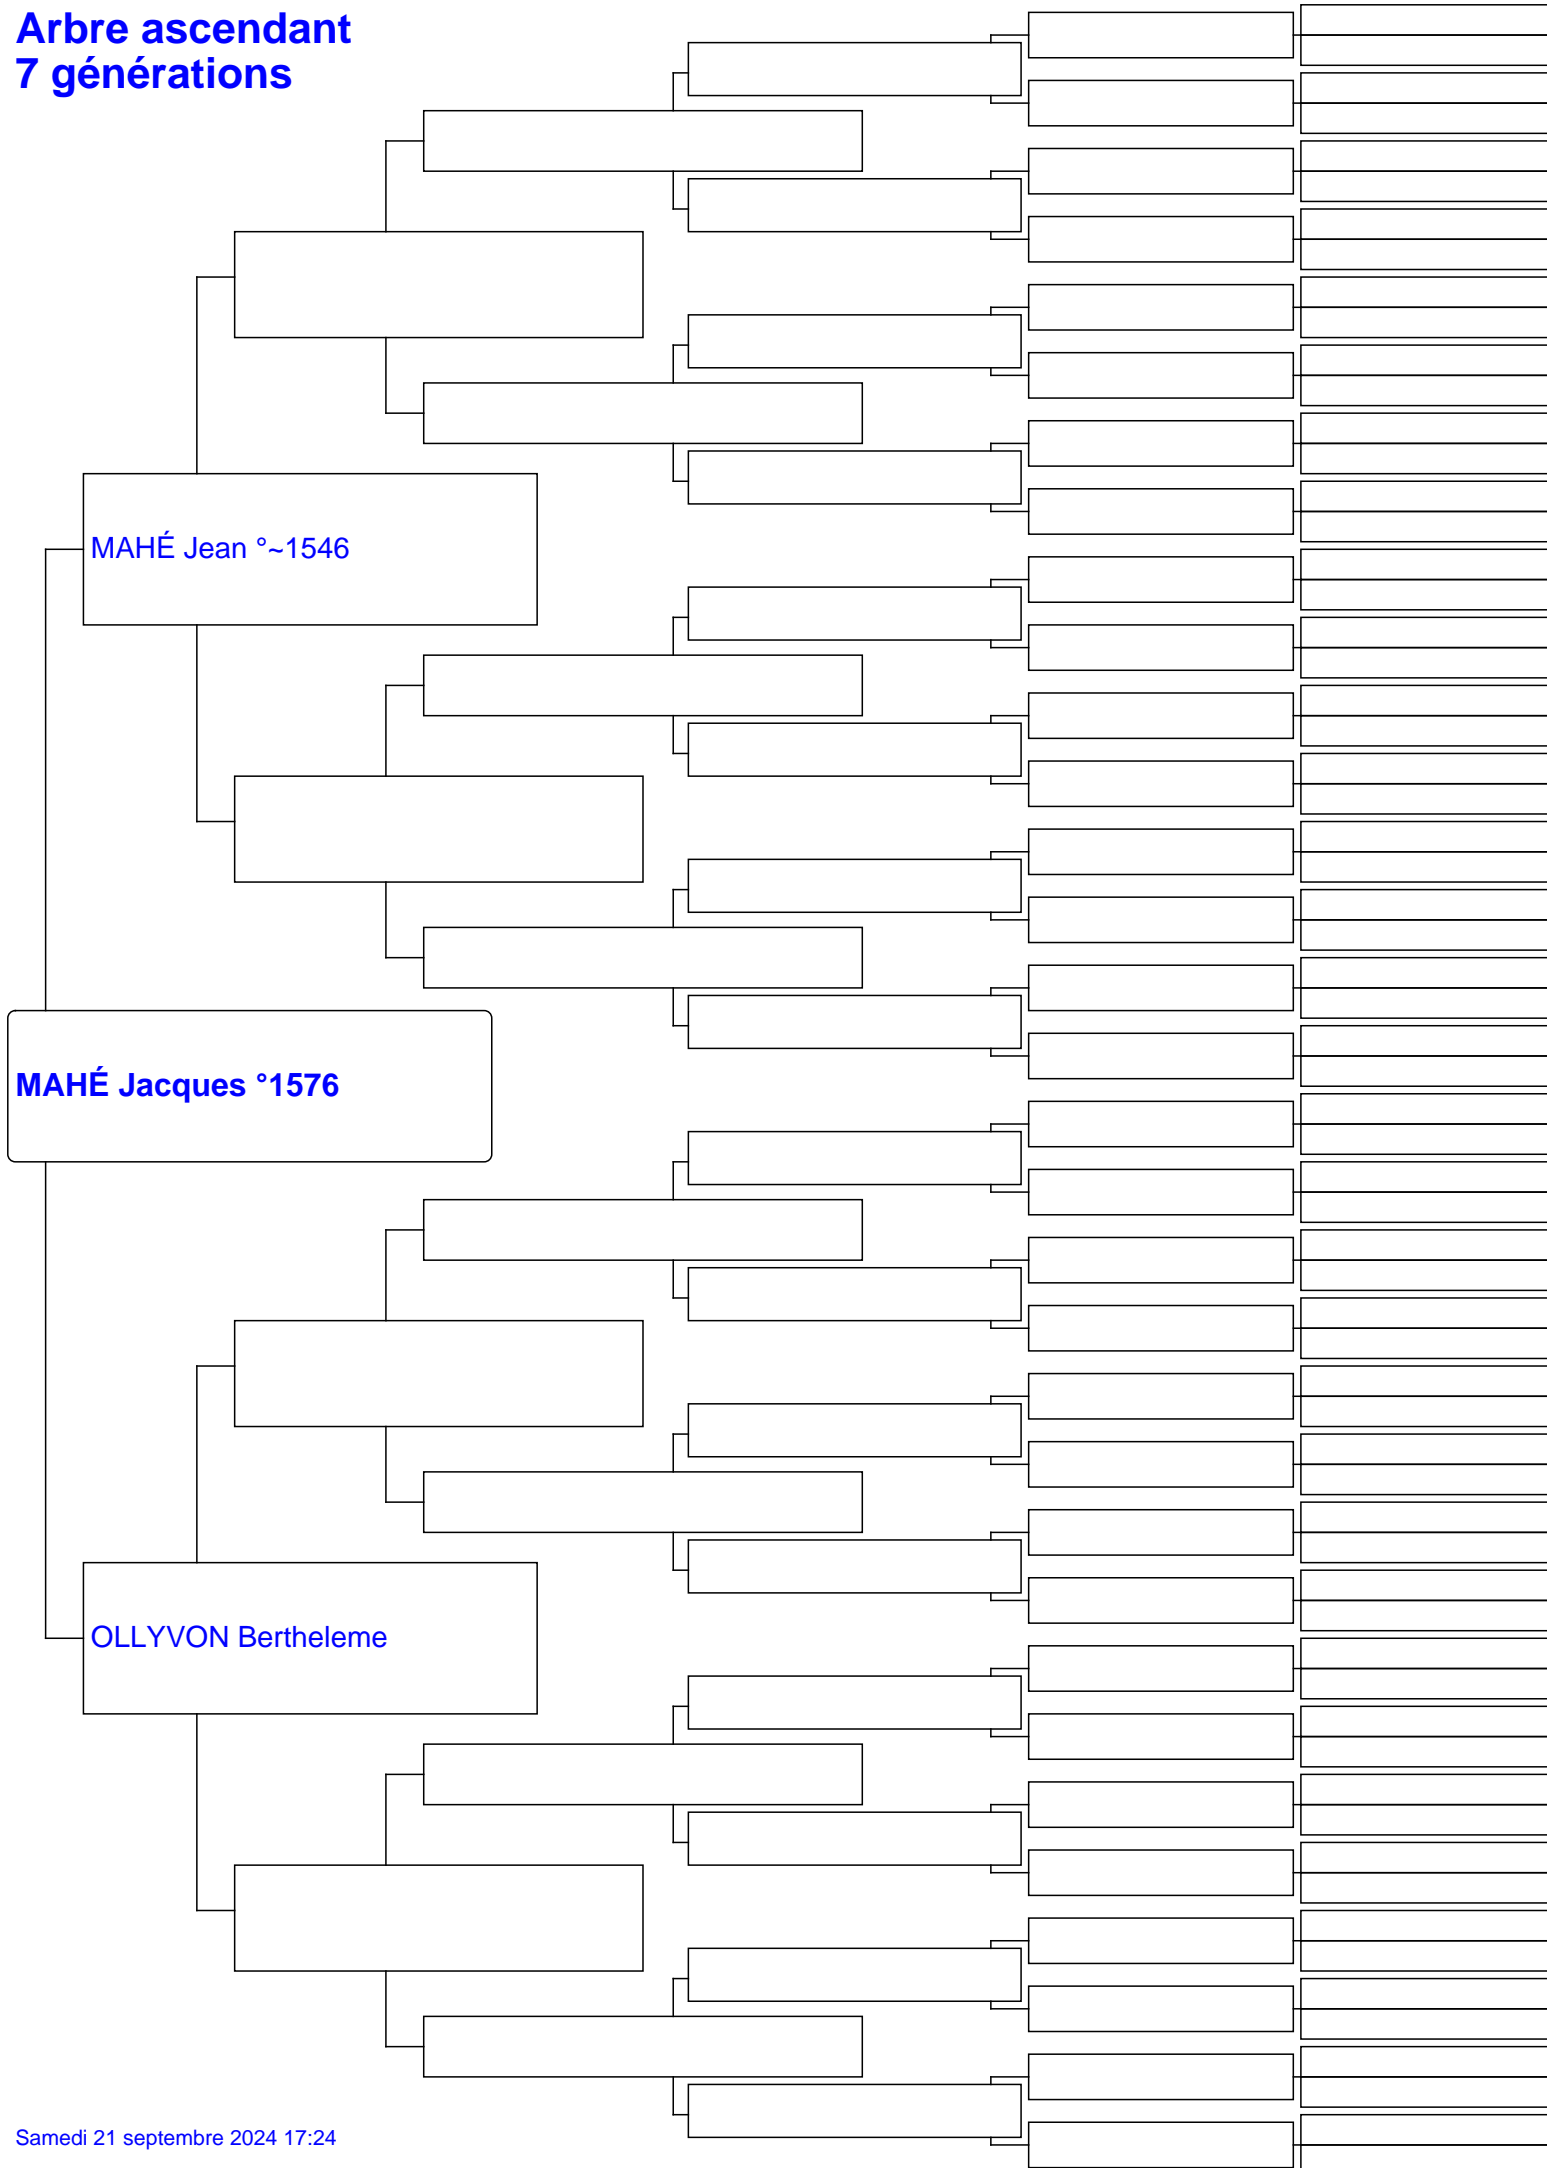 Arbre ascendant
7 générations
MAHÉ Jean °~1546
MAHÉ Jacques °1576
OLLYVON Bertheleme
Samedi 21 septembre 2024 17:24